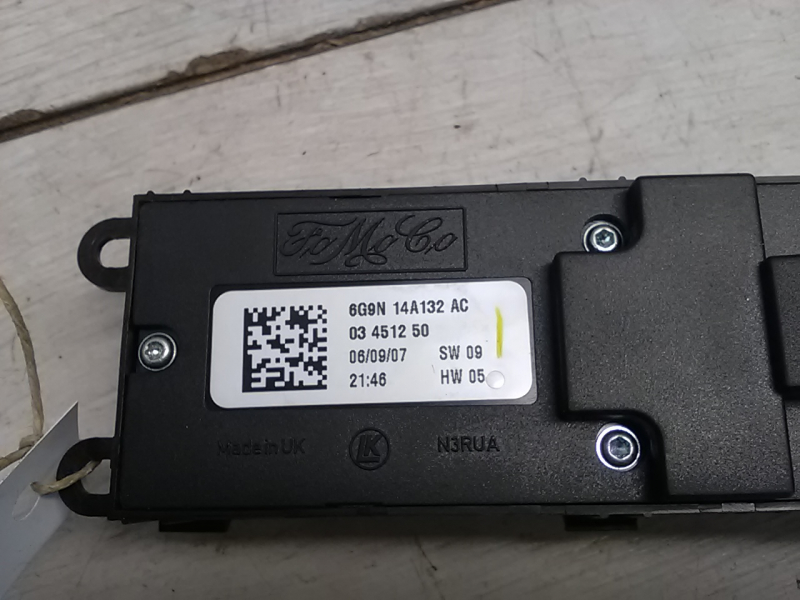 FoMoCo
6G9N 14A132 AC
03 4512 50
06/09/07 SW 09
21:46 HW 05
Made in UK LK N3RUA